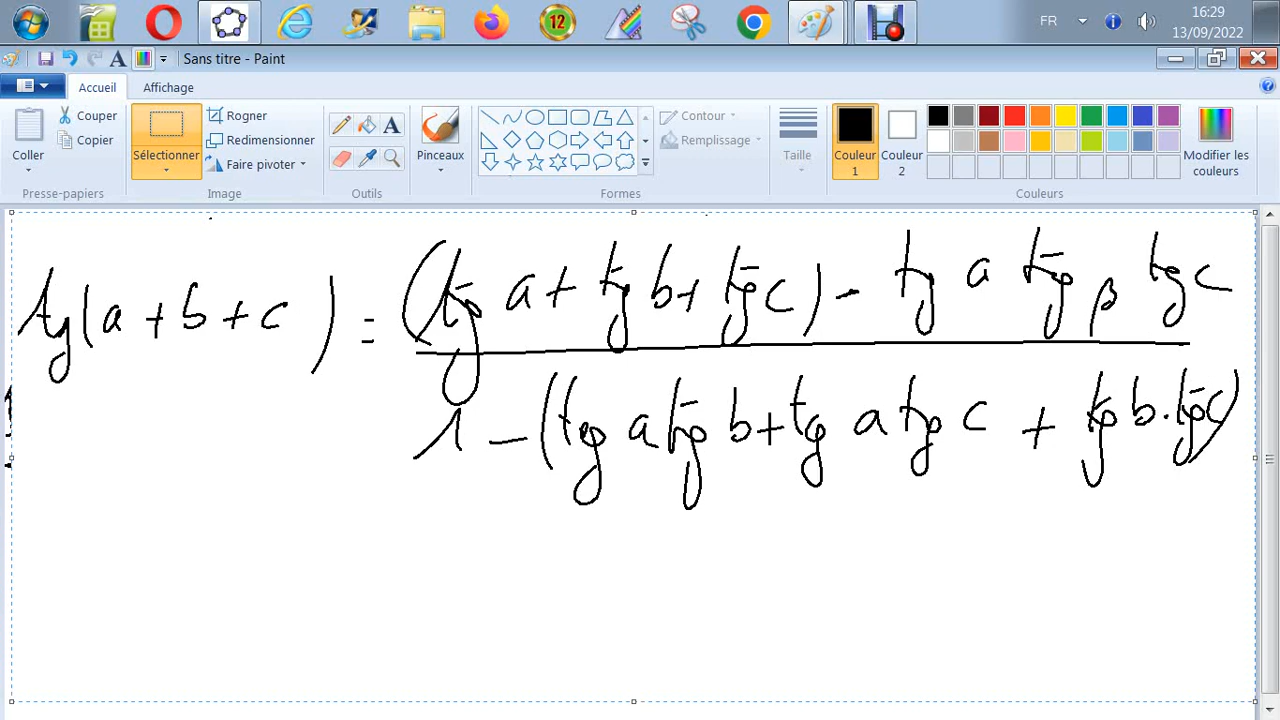 12
FR
16:29
13/09/2022
Sans titre - Paint
Accueil
Affichage
Coller
Couper
Copier
Presse-papiers
Sélectionner
Rogner
Redimensionner
Faire pivoter
Image
A
Outils
Pinceaux
Contour
Remplissage
Formes
Taille
Couleur 1
Couleur 2
Modifier les couleurs
Couleurs
tg(a + b + c) = (tg a + tg b + tg c) - tg a tg β tg c
1 - (tg a tg b + tg a tg c + tg b . tg c)